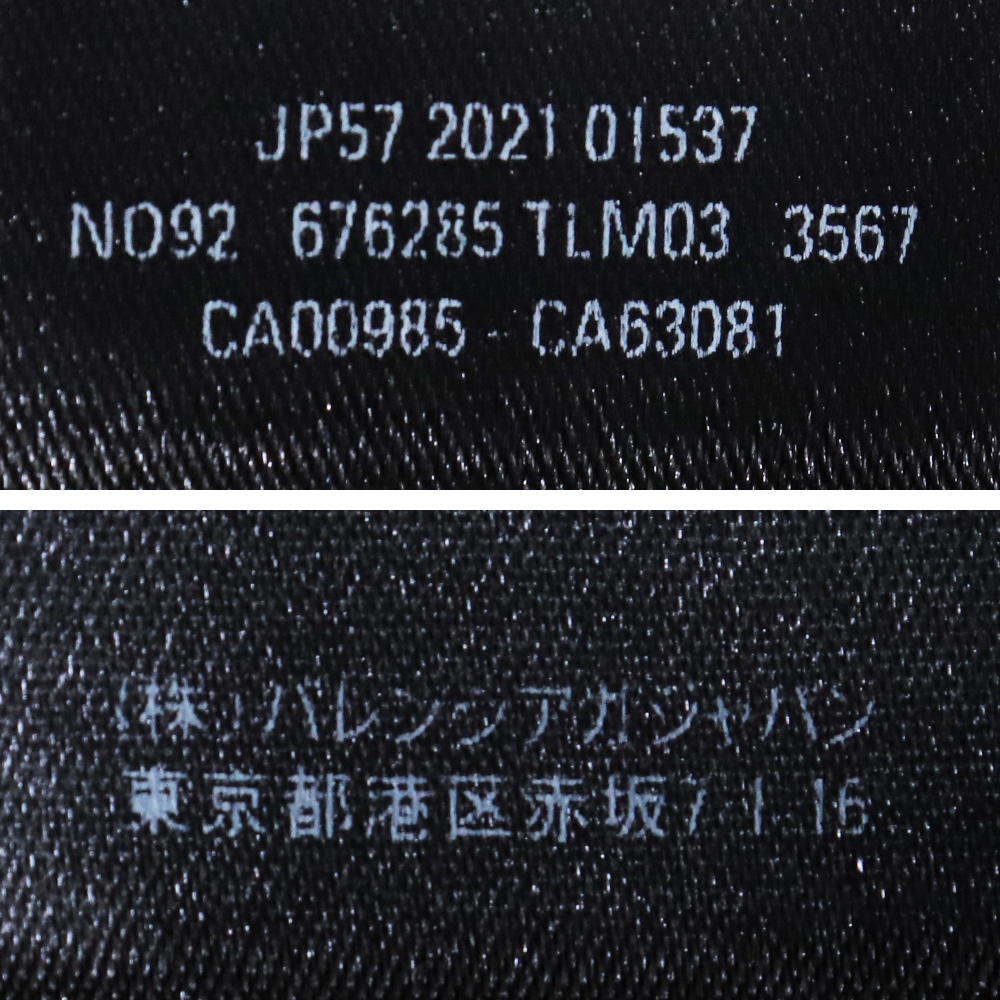 JP57 2021 01537
N092 676285 TLM03 3567
CA00985 - CA63081
(株)バレンシアガジャパン
東京都港区赤坂7 1 16